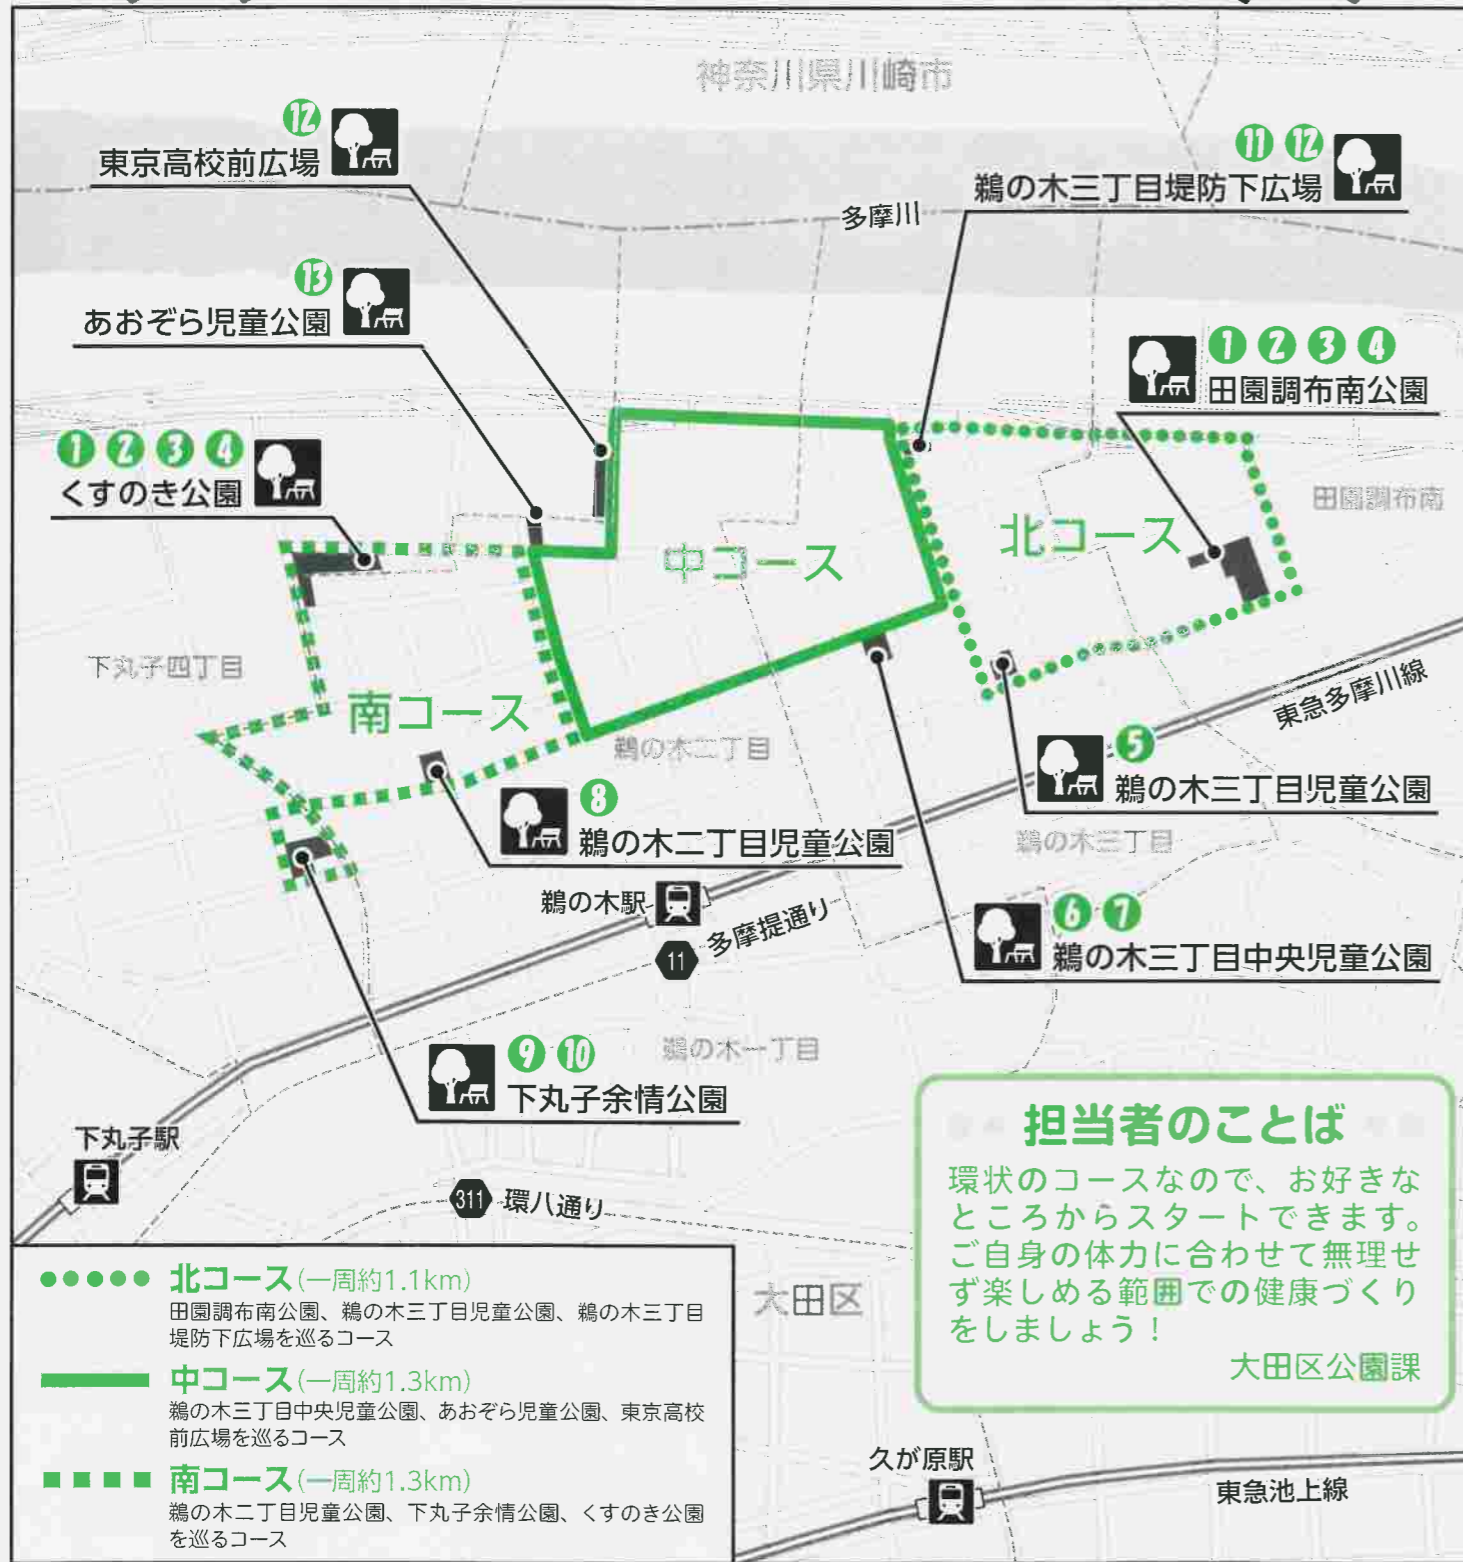 神奈川県川崎市
⑫
東京高校前広場
⑪ ⑫
鵜の木三丁目堤防下広場
多摩川
⑬
あおぞら児童公園
① ② ③ ④
田園調布南公園
① ② ③ ④
くすのき公園
田園調布南
北コース
中コース
下丸子四丁目
南コース
鵜の木二丁目
東急多摩川線
⑤
鵜の木三丁目児童公園
⑧
鵜の木二丁目児童公園
鵜の木三丁目
鵜の木駅
11 多摩提通り
⑥ ⑦
鵜の木三丁目中央児童公園
⑨ ⑩
下丸子余情公園
鵜の木一丁目
下丸子駅
311 環八通り
担当者のことば
環状のコースなので、お好きな
ところからスタートできます。
ご自身の体力に合わせて無理せ
ず楽しめる範囲での健康づくり
をしましょう！
大田区公園課
北コース(一周約1.1km)
田園調布南公園、鵜の木三丁目児童公園、鵜の木三丁目
堤防下広場を巡るコース
中コース(一周約1.3km)
鵜の木三丁目中央児童公園、あおぞら児童公園、東京高校
前広場を巡るコース
南コース(一周約1.3km)
鵜の木二丁目児童公園、下丸子余情公園、くすのき公園
を巡るコース
大田区
久が原駅
東急池上線